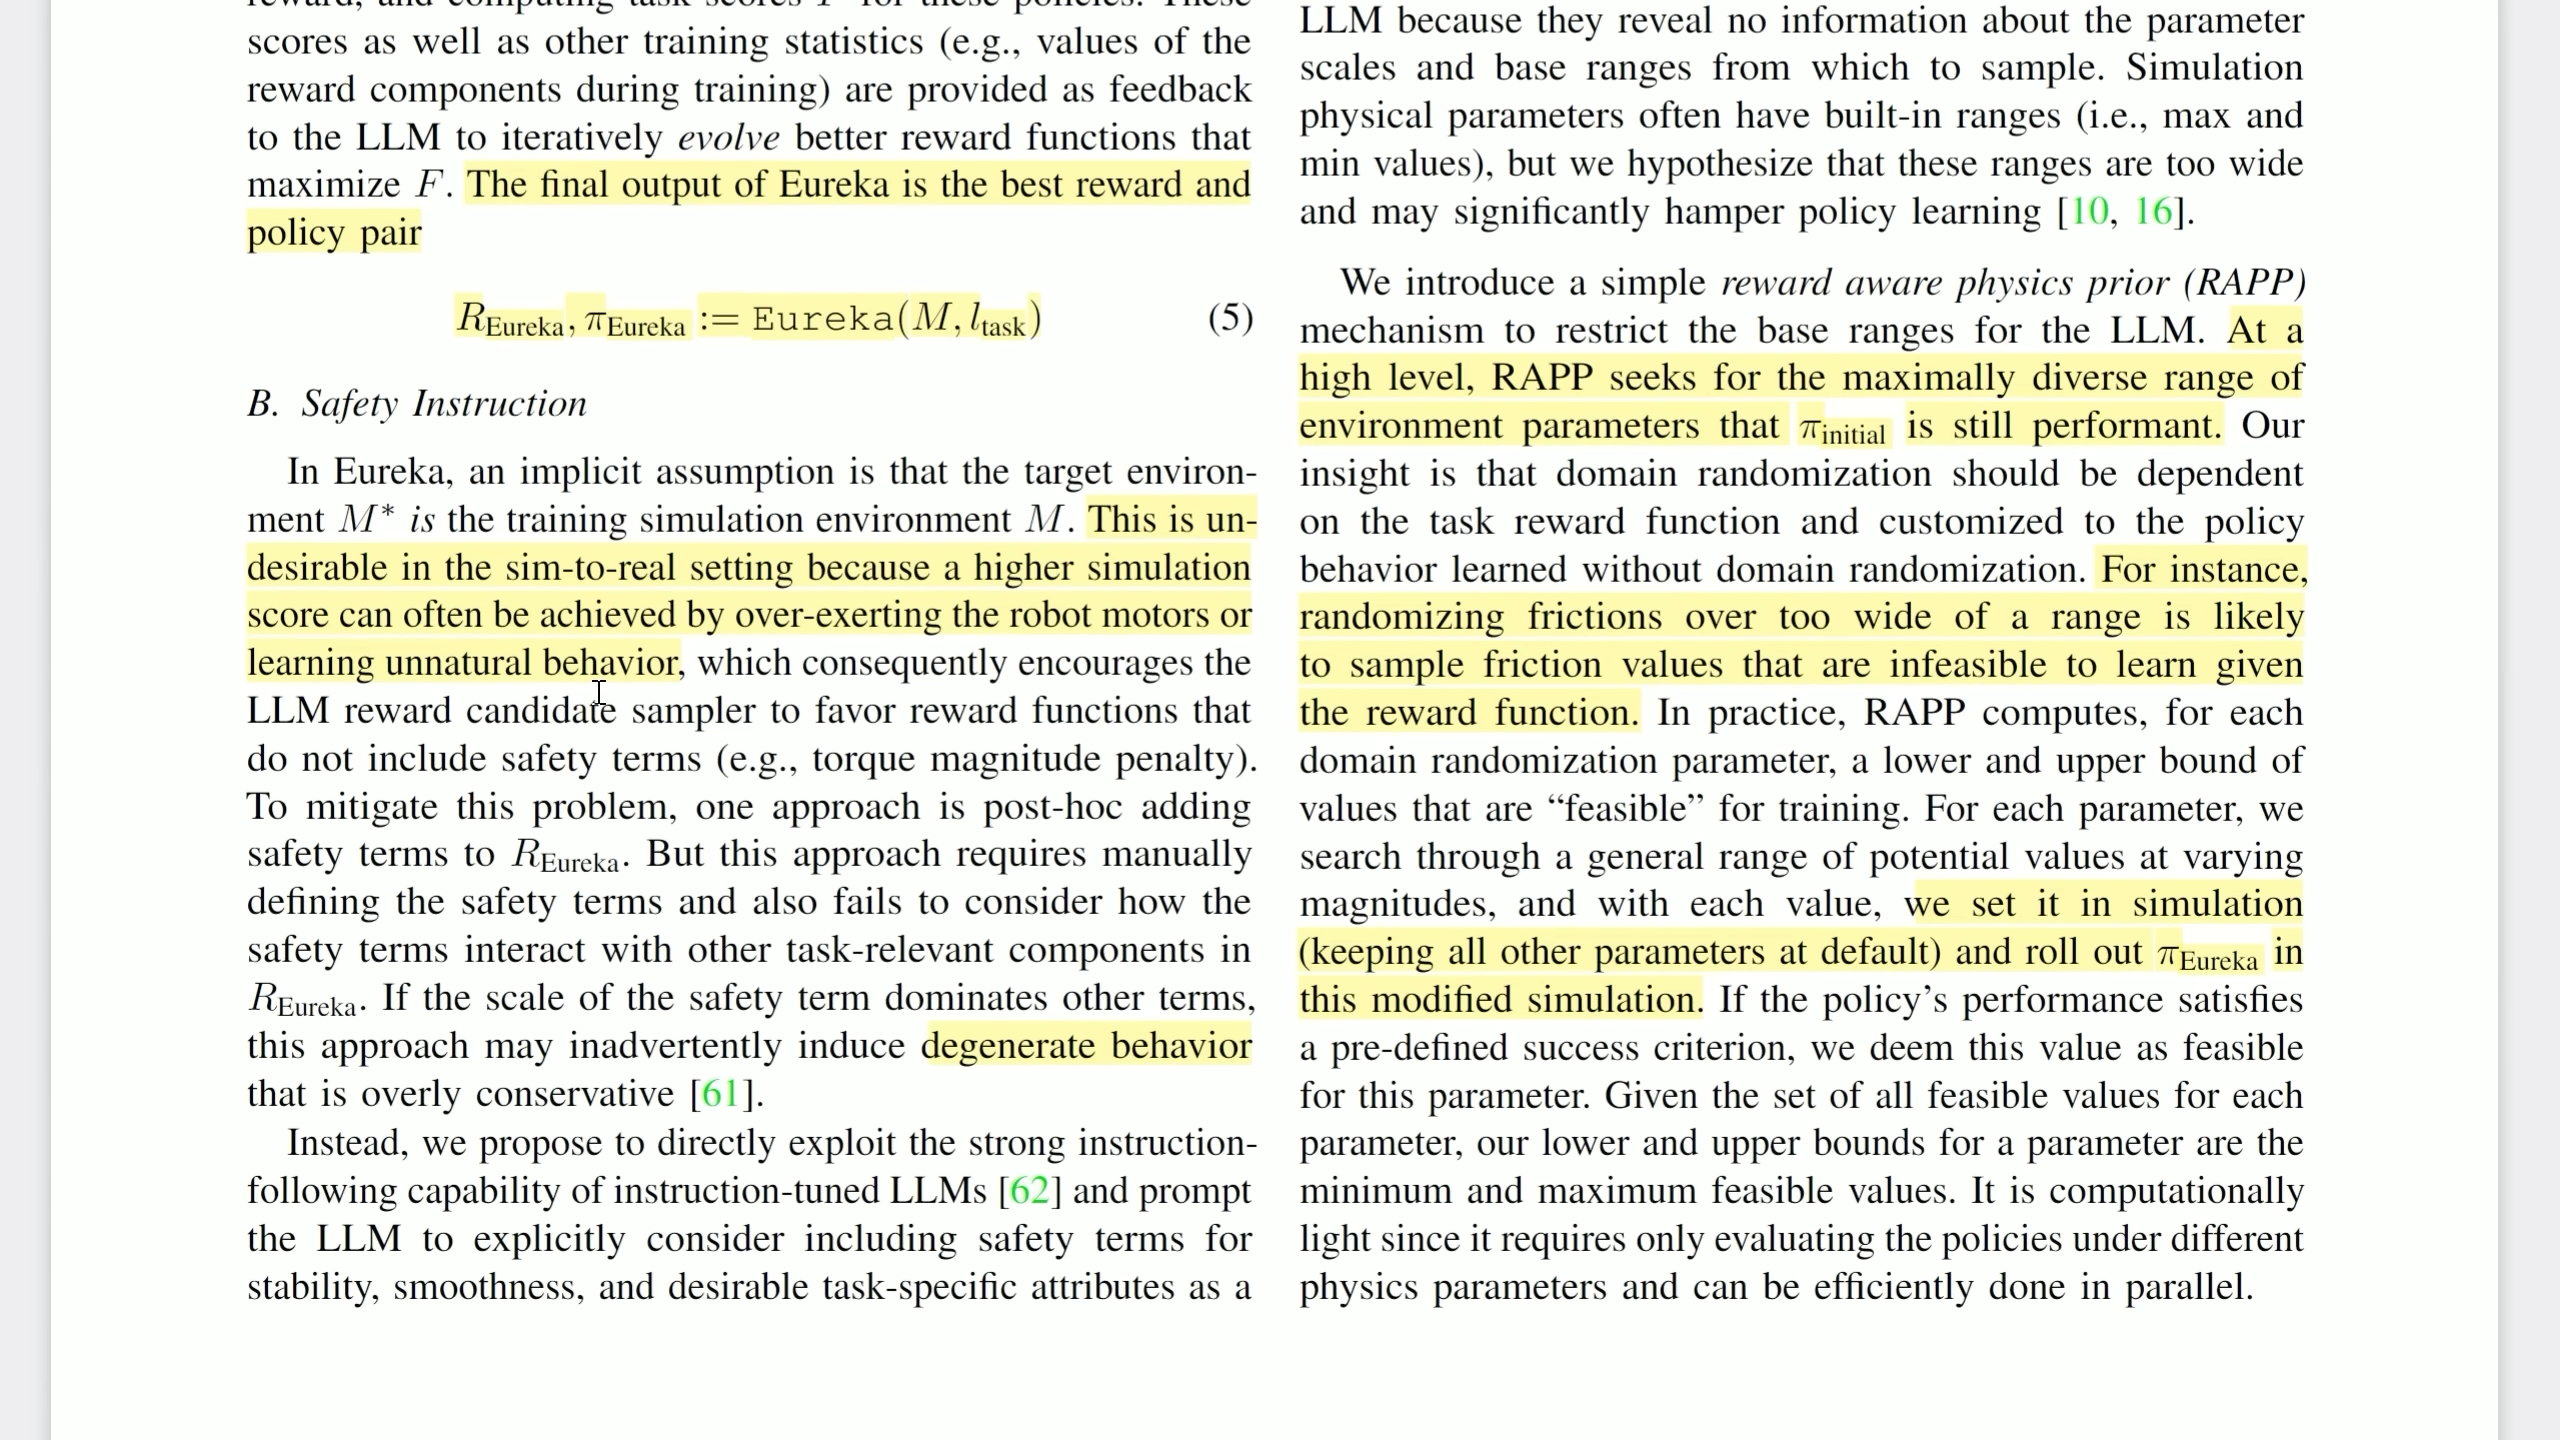 scores as well as other training statistics (e.g., values of the
reward components during training) are provided as feedback
to the LLM to iteratively evolve better reward functions that
maximize F. The final output of Eureka is the best reward and
policy pair
R_Eureka, π_Eureka := Eureka(M, l_task) (5)
B. Safety Instruction
In Eureka, an implicit assumption is that the target environ-
ment M* is the training simulation environment M. This is un-
desirable in the sim-to-real setting because a higher simulation
score can often be achieved by over-exerting the robot motors or
learning unnatural behavior, which consequently encourages the
LLM reward candidate sampler to favor reward functions that
do not include safety terms (e.g., torque magnitude penalty).
To mitigate this problem, one approach is post-hoc adding
safety terms to R_Eureka. But this approach requires manually
defining the safety terms and also fails to consider how the
safety terms interact with other task-relevant components in
R_Eureka. If the scale of the safety term dominates other terms,
this approach may inadvertently induce degenerate behavior
that is overly conservative [61].
Instead, we propose to directly exploit the strong instruction-
following capability of instruction-tuned LLMs [62] and prompt
the LLM to explicitly consider including safety terms for
stability, smoothness, and desirable task-specific attributes as a
LLM because they reveal no information about the parameter
scales and base ranges from which to sample. Simulation
physical parameters often have built-in ranges (i.e., max and
min values), but we hypothesize that these ranges are too wide
and may significantly hamper policy learning [10, 16].
We introduce a simple reward aware physics prior (RAPP)
mechanism to restrict the base ranges for the LLM. At a
high level, RAPP seeks for the maximally diverse range of
environment parameters that π_initial is still performant. Our
insight is that domain randomization should be dependent
on the task reward function and customized to the policy
behavior learned without domain randomization. For instance,
randomizing frictions over too wide of a range is likely
to sample friction values that are infeasible to learn given
the reward function. In practice, RAPP computes, for each
domain randomization parameter, a lower and upper bound of
values that are “feasible” for training. For each parameter, we
search through a general range of potential values at varying
magnitudes, and with each value, we set it in simulation
(keeping all other parameters at default) and roll out π_Eureka in
this modified simulation. If the policy’s performance satisfies
a pre-defined success criterion, we deem this value as feasible
for this parameter. Given the set of all feasible values for each
parameter, our lower and upper bounds for a parameter are the
minimum and maximum feasible values. It is computationally
light since it requires only evaluating the policies under different
physics parameters and can be efficiently done in parallel.